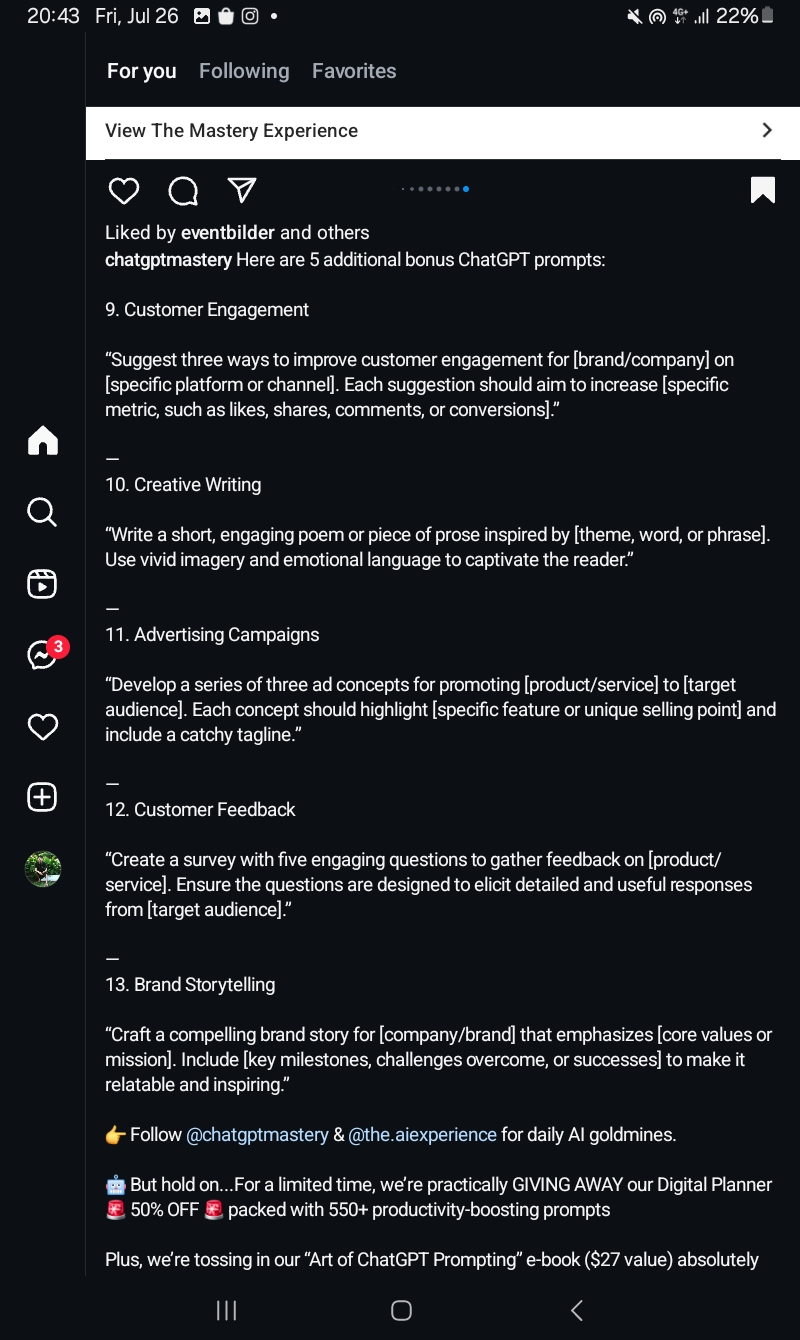 20:43 Fri, Jul 26 4G+ 22%
For you Following Favorites
View The Mastery Experience
Liked by eventbilder and others
chatgptmastery Here are 5 additional bonus ChatGPT prompts:
9. Customer Engagement
“Suggest three ways to improve customer engagement for [brand/company] on
[specific platform or channel]. Each suggestion should aim to increase [specific
metric, such as likes, shares, comments, or conversions].”
—
10. Creative Writing
“Write a short, engaging poem or piece of prose inspired by [theme, word, or phrase].
Use vivid imagery and emotional language to captivate the reader.”
—
3
11. Advertising Campaigns
“Develop a series of three ad concepts for promoting [product/service] to [target
audience]. Each concept should highlight [specific feature or unique selling point] and
include a catchy tagline.”
—
12. Customer Feedback
“Create a survey with five engaging questions to gather feedback on [product/
service]. Ensure the questions are designed to elicit detailed and useful responses
from [target audience].”
—
13. Brand Storytelling
“Craft a compelling brand story for [company/brand] that emphasizes [core values or
mission]. Include [key milestones, challenges overcome, or successes] to make it
relatable and inspiring.”
👉 Follow @chatgptmastery & @the.aiexperience for daily AI goldmines.
🤖 But hold on...For a limited time, we’re practically GIVING AWAY our Digital Planner
🚨 50% OFF 🚨 packed with 550+ productivity-boosting prompts
Plus, we’re tossing in our “Art of ChatGPT Prompting” e-book ($27 value) absolutely